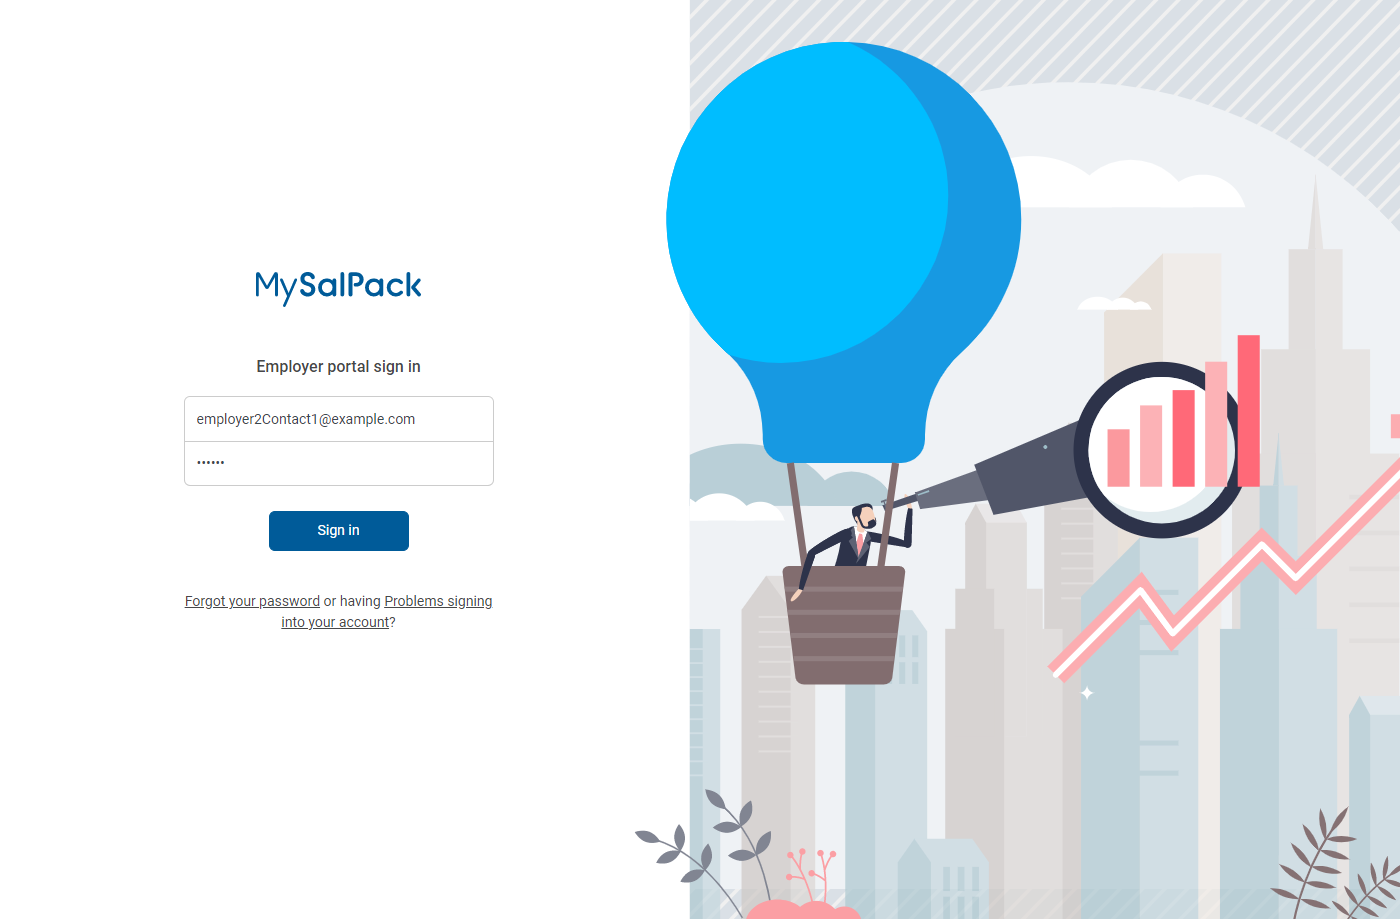 MySalPack
Employer portal sign in
employer2Contact1@example.com
••••••
Sign in
Forgot your password or having Problems signing
into your account?